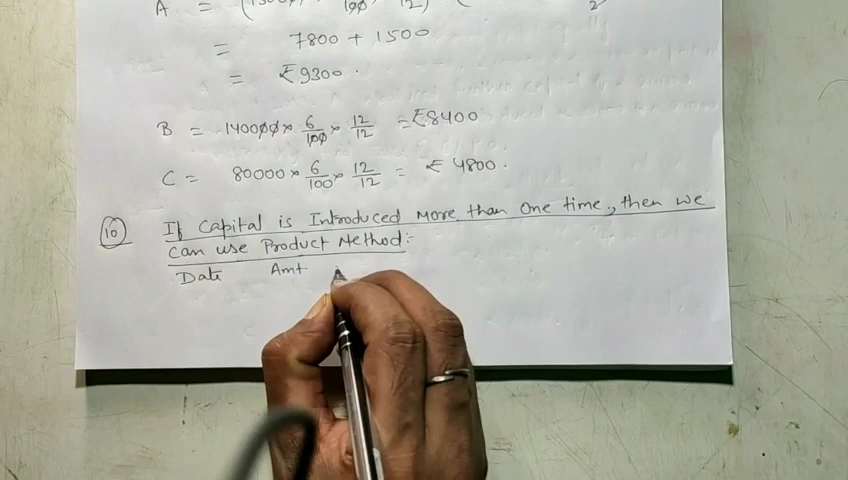 A =
= 7800 + 1500
= ₹9300.
B = 140000 × 6/100 × 12/12 = ₹8400
C = 80000 × 6/100 × 12/12 = ₹ 4800.
(10) If Capital is Introduced More than One time, then we
can use Product Method:-
Date Amt